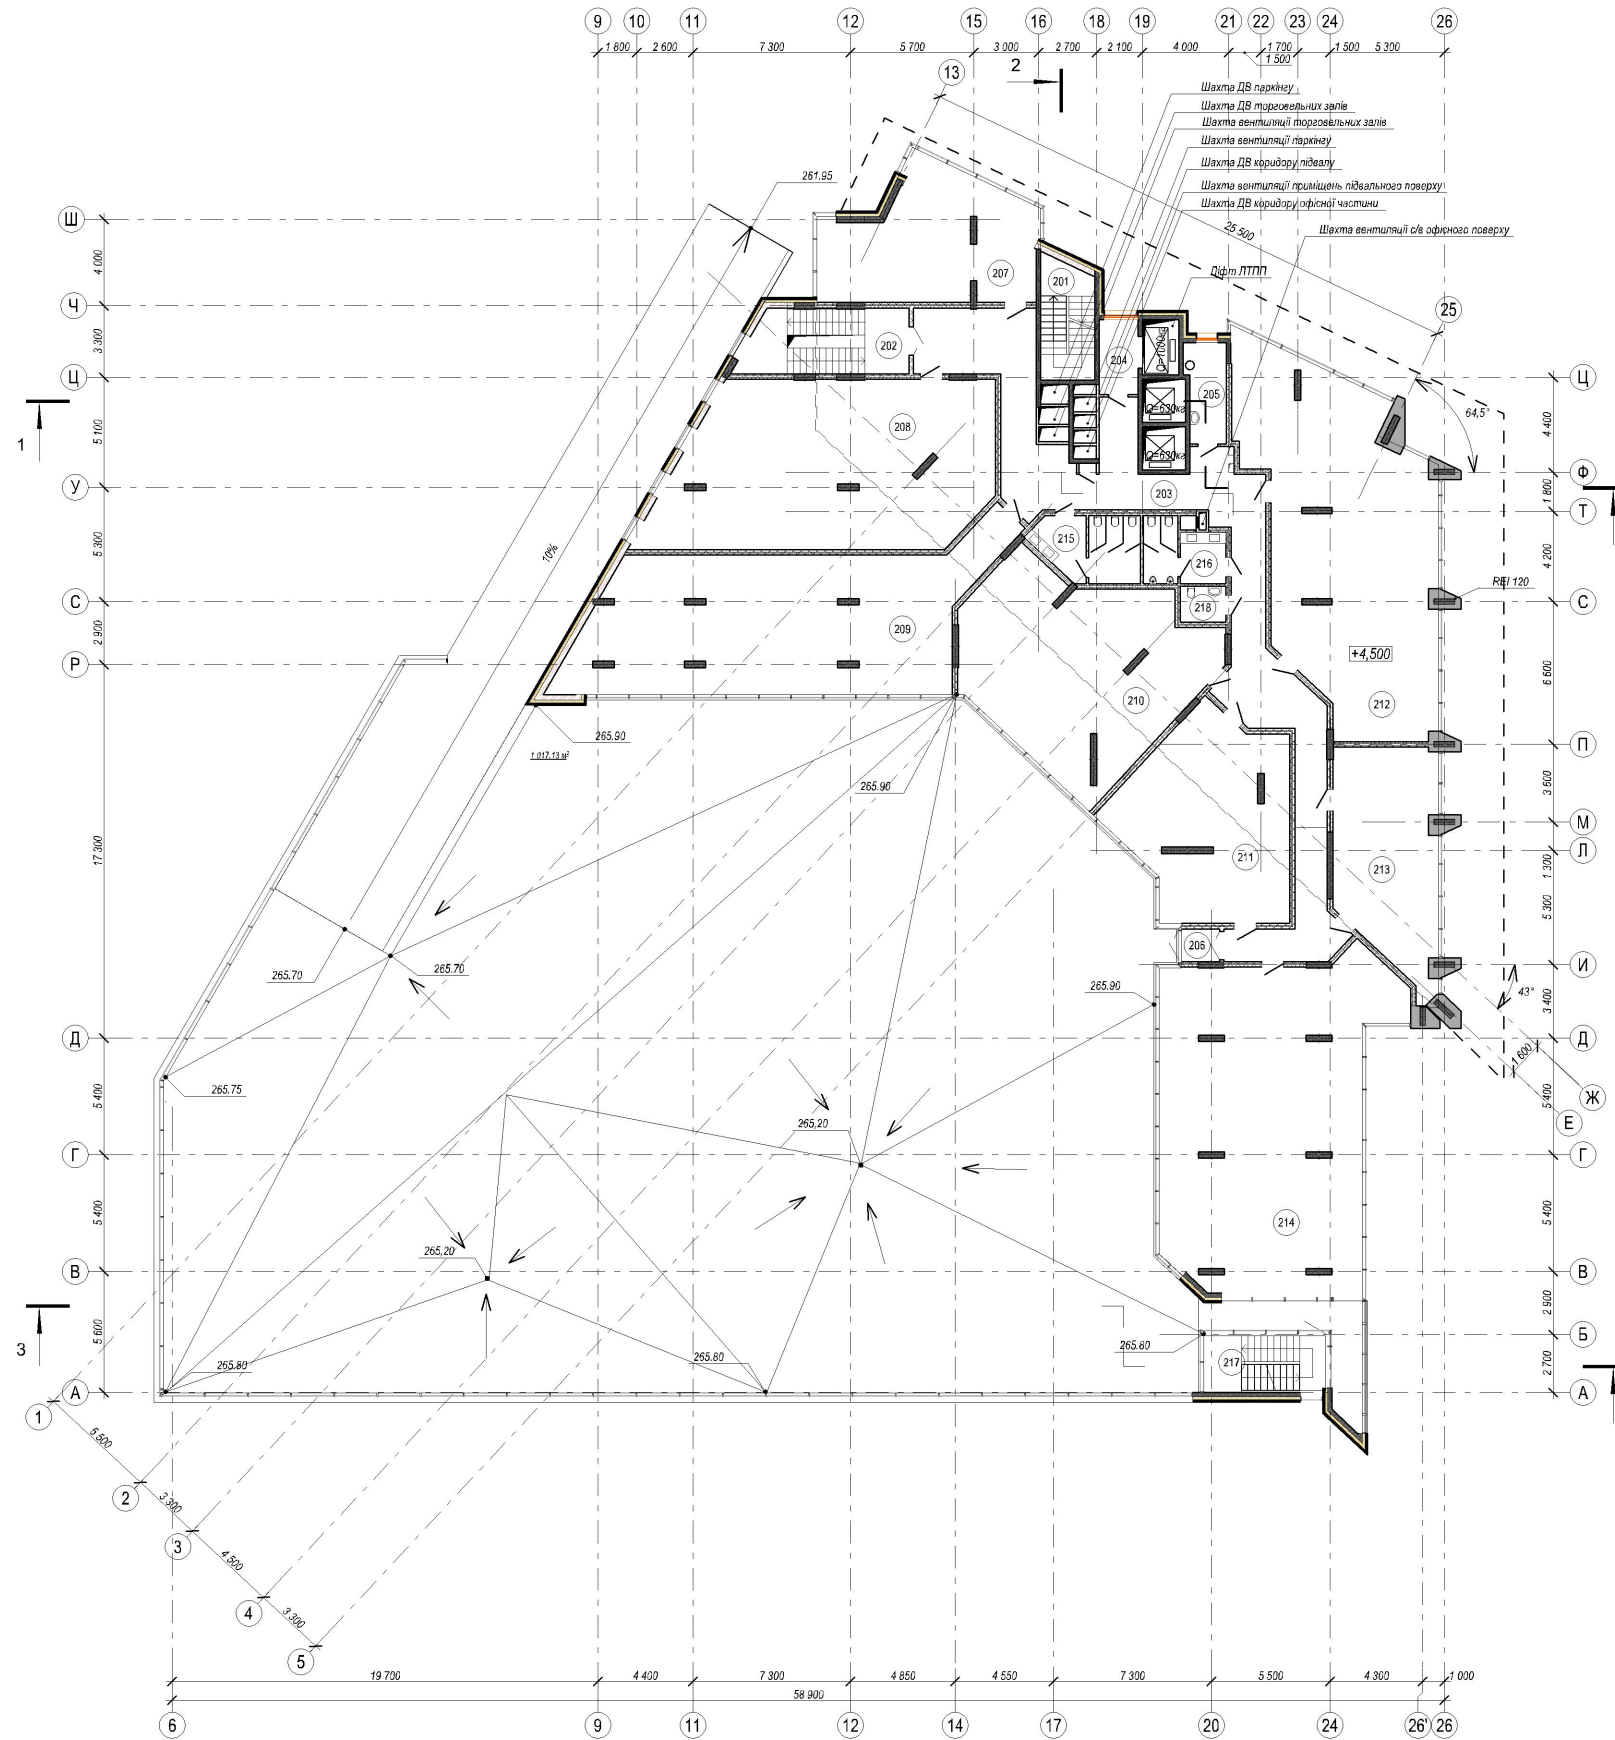 9 10 11 12 15 16 18 19 21 22 23 24 26
1 800 2 600 7 300 5 700 3 000 2 700 2 100 4 000 1 700 1 500 5 300
1 500
2
13
Шахта ДВ паркінгу
Шахта ДВ торговельних залів
Шахта вентиляції торговельних залів
Шахта вентиляції паркінгу
Шахта ДВ коридору підвалу
Шахта вентиляції приміщень підвального поверху
Шахта ДВ коридору офісної частини
Шахта вентиляції с/в офісного поверху
Ліфт ЛТПП
261.95
25 500
Ш
4 000
207
201
Ч
25
3 300
202
204
Q=1000кг
Ц
Ц
205
Q=630кг
64,5°
1
5 100
208
4 400
Q=630кг
Ф
У
203
1 800
Т
10%
5 300
215
216
4 200
REI 120
С
218
С
2 900
209
Р
+4,500
6 600
210
212
265.90
1 017.13 м²
П
265.90
3 600
М
17 300
211
213
Л
1 300
5 300
206
265.70
265.70
И
265.90
43°
3 400
Д
Д
1 600
265.75
5 400
5 400
Ж
265,20
Е
Г
Г
5 400
214
5 400
265,20
В
В
2 900
3
5 600
Б
265.80
265.80
265.80
217
2 700
А
А
1
5 500
2
3 300
3
4 500
4
3 300
5
19 700 4 400 7 300 4 850 4 550 7 300 5 500 4 300 1 000
58 900
6 9 11 12 14 17 20 24 26' 26